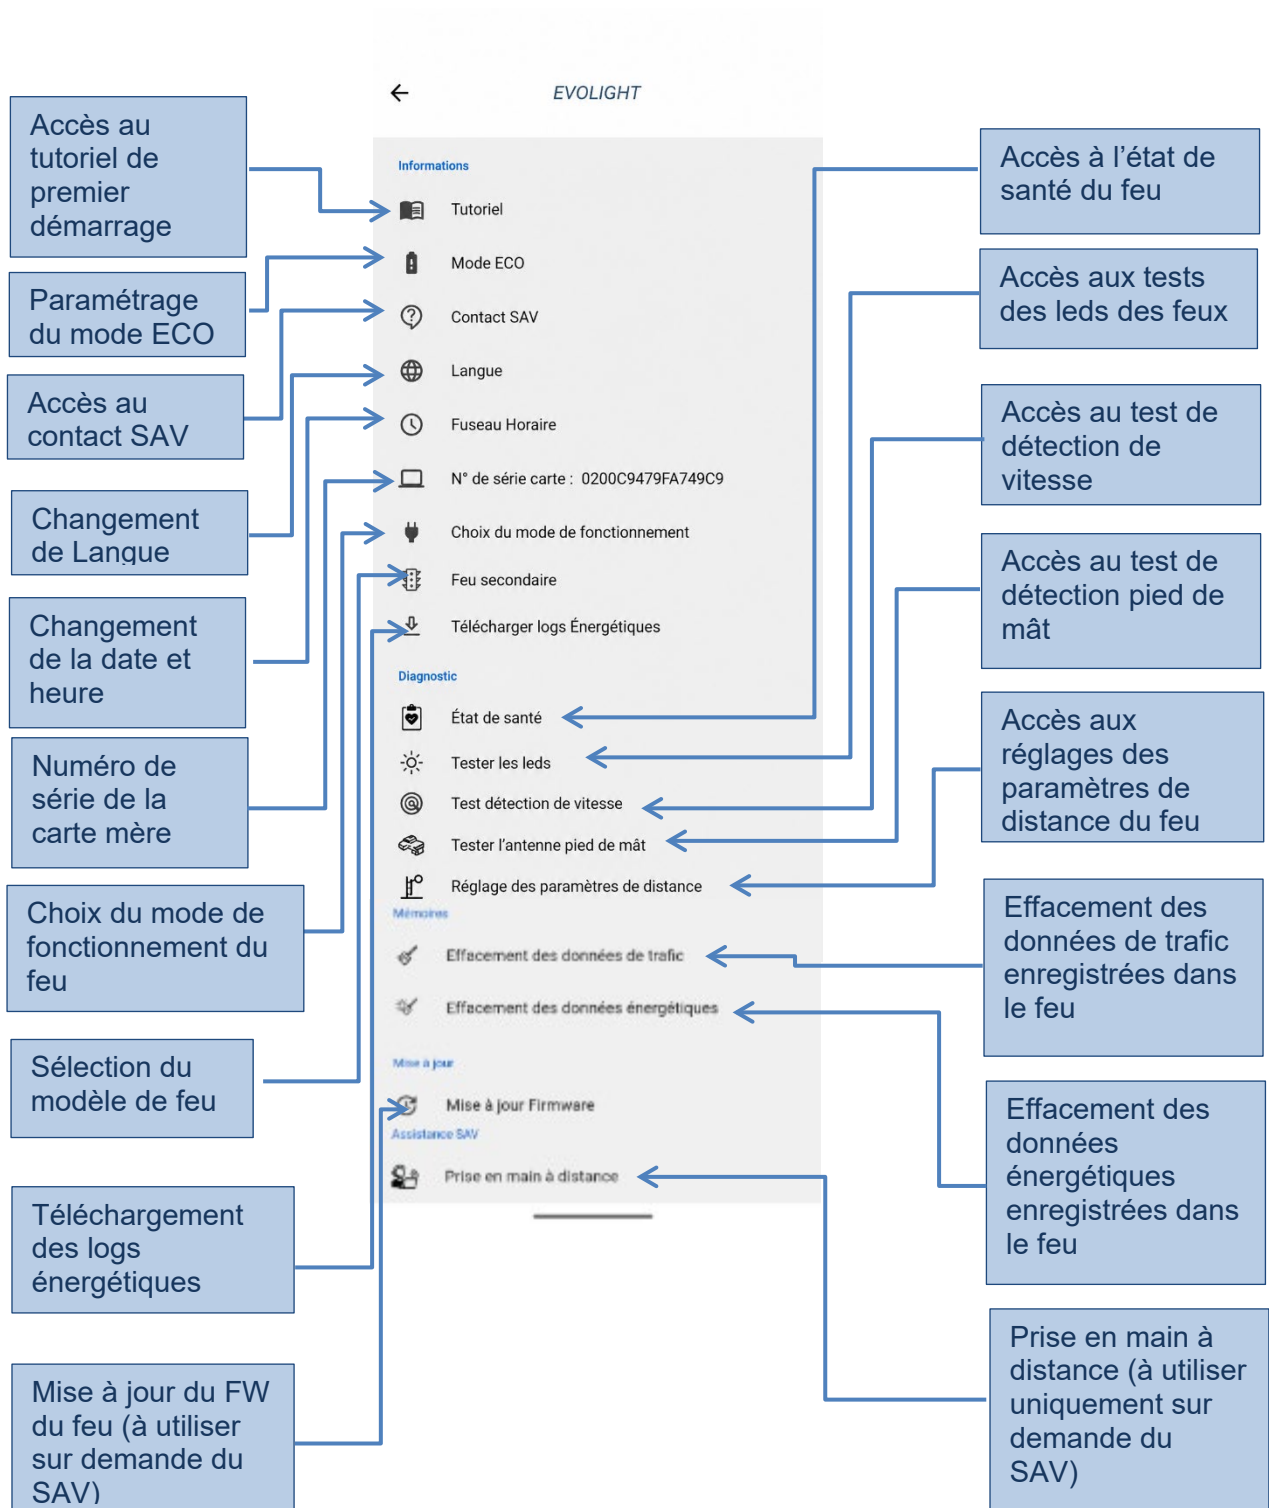 EVOLIGHT
Accès au
tutoriel de
premier
démarrage
Paramétrage
du mode ECO
Accès au
contact SAV
Changement
de Langue
Changement
de la date et
heure
Numéro de
série de la
carte mère
Choix du mode de
fonctionnement du
feu
Sélection du
modèle de feu
Téléchargement
des logs
énergétiques
Mise à jour du FW
du feu (à utiliser
sur demande du
SAV)
Informations
Tutoriel
Mode ECO
Contact SAV
Langue
Fuseau Horaire
N° de série carte : 0200C9479FA749C9
Choix du mode de fonctionnement
Feu secondaire
Télécharger logs Énergétiques
Diagnostic
État de santé
Tester les leds
Test détection de vitesse
Tester l'antenne pied de mât
Réglage des paramètres de distance
Mémoires
Effacement des données de trafic
Effacement des données énergétiques
Mise à jour
Mise à jour Firmware
Assistance SAV
Prise en main à distance
Accès à l'état de
santé du feu
Accès aux tests
des leds des feux
Accès au test de
détection de
vitesse
Accès au test de
détection pied de
mât
Accès aux
réglages des
paramètres de
distance du feu
Effacement des
données de trafic
enregistrées dans
le feu
Effacement des
données
énergétiques
enregistrées dans
le feu
Prise en main à
distance (à utiliser
uniquement sur
demande du
SAV)